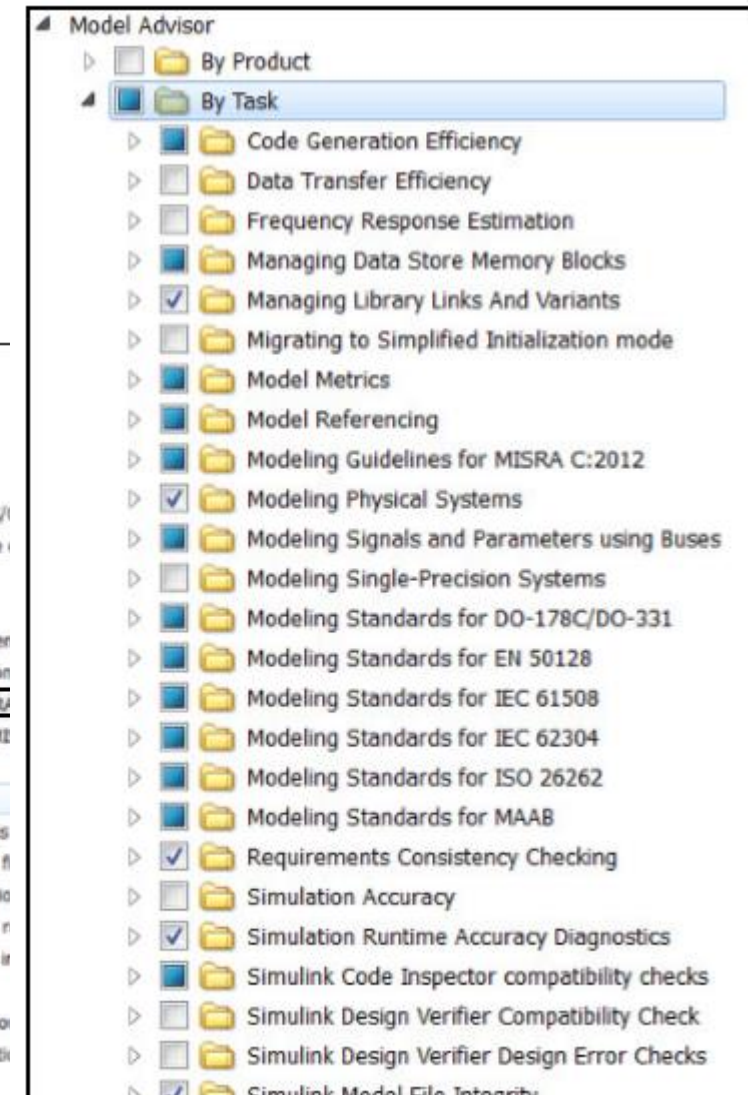 Model Advisor
By Product
By Task
Code Generation Efficiency
Data Transfer Efficiency
Frequency Response Estimation
Managing Data Store Memory Blocks
Managing Library Links And Variants
Migrating to Simplified Initialization mode
Model Metrics
Model Referencing
Modeling Guidelines for MISRA C:2012
Modeling Physical Systems
Modeling Signals and Parameters using Buses
Modeling Single-Precision Systems
Modeling Standards for DO-178C/DO-331
Modeling Standards for EN 50128
Modeling Standards for IEC 61508
Modeling Standards for IEC 62304
Modeling Standards for ISO 26262
Modeling Standards for MAAB
Requirements Consistency Checking
Simulation Accuracy
Simulation Runtime Accuracy Diagnostics
Simulink Code Inspector compatibility checks
Simulink Design Verifier Compatibility Check
Simulink Design Verifier Design Error Checks
Simulink Model File Integrity